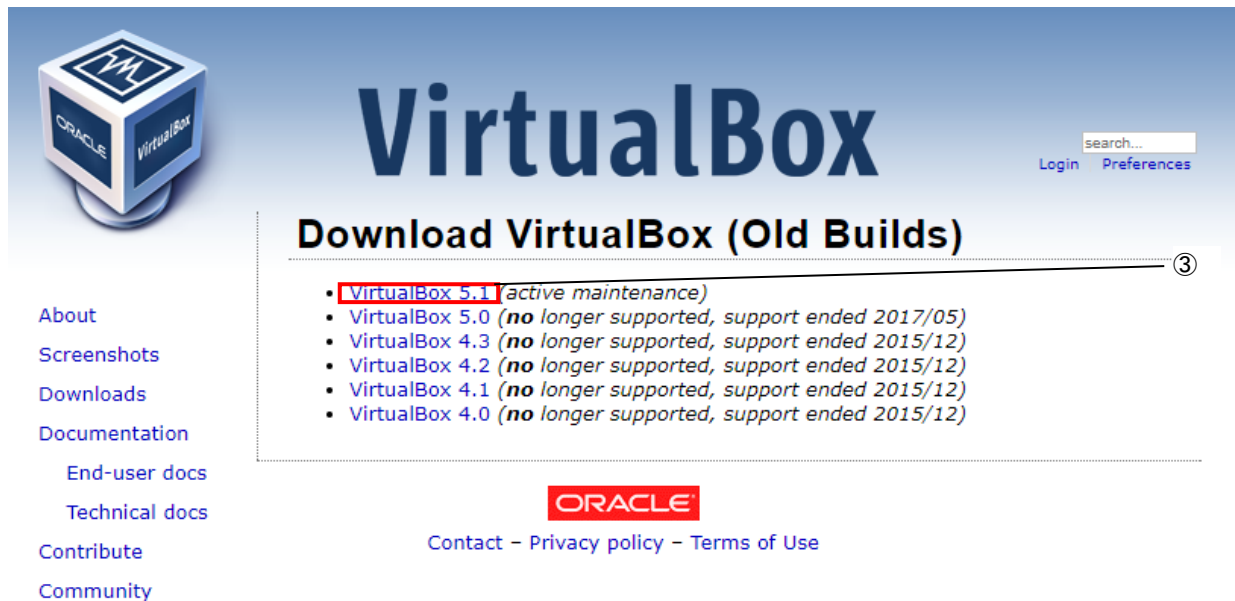 ORACLE
VirtualBox
VirtualBox
search...
Login Preferences
Download VirtualBox (Old Builds)
③
• VirtualBox 5.1 (active maintenance)
• VirtualBox 5.0 (no longer supported, support ended 2017/05)
• VirtualBox 4.3 (no longer supported, support ended 2015/12)
• VirtualBox 4.2 (no longer supported, support ended 2015/12)
• VirtualBox 4.1 (no longer supported, support ended 2015/12)
• VirtualBox 4.0 (no longer supported, support ended 2015/12)
About
Screenshots
Downloads
Documentation
End-user docs
Technical docs
Contribute
Community
ORACLE
Contact – Privacy policy – Terms of Use